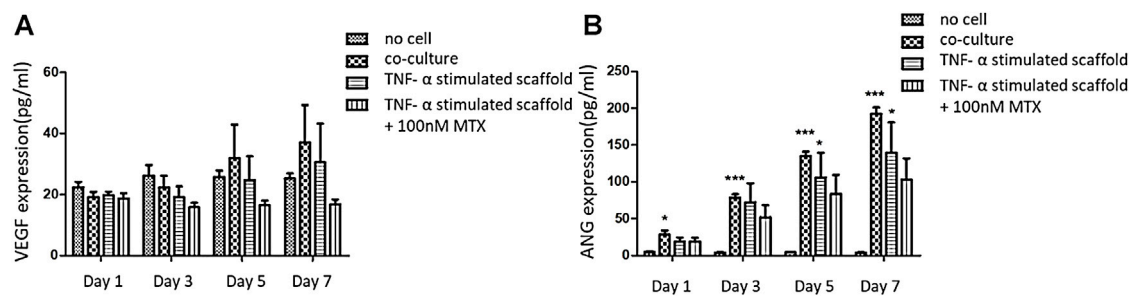 A
no cell
co-culture
TNF- α stimulated scaffold
TNF- α stimulated scaffold
+ 100nM MTX
VEGF expression(pg/ml)
60
40
20
0
Day 1 Day 3 Day 5 Day 7
B
no cell
co-culture
TNF- α stimulated scaffold
TNF- α stimulated scaffold
+ 100nM MTX
ANG expression(pg/ml)
250
200
150
100
50
0
*
***
*** *
*** *
Day 1 Day 3 Day 5 Day 7